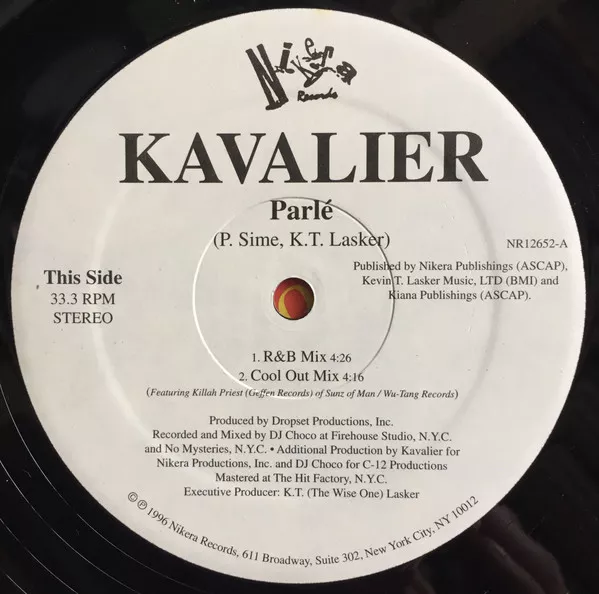 Nikera
Records
KAVALIER
Parlé
(P. Sime, K.T. Lasker)
NR12652-A
This Side
33.3 RPM
STEREO
Published by Nikera Publishings (ASCAP),
Kevin T. Lasker Music, LTD (BMI) and
Kiana Publishings (ASCAP).
1. R&B Mix 4:26
2. Cool Out Mix 4:16
(Featuring Killah Priest (Geffen Records) of Sunz of Man / Wu-Tang Records)
Produced by Dropset Productions, Inc.
Recorded and Mixed by DJ Choco at Firehouse Studio, N.Y.C.
and No Mysteries, N.Y.C. • Additional Production by Kavalier for
Nikera Productions, Inc. and DJ Choco for C-12 Productions
Mastered at The Hit Factory, N.Y.C.
Executive Producer: K.T. (The Wise One) Lasker
© ℗ 1996 Nikera Records, 611 Broadway, Suite 302, New York City, NY 10012